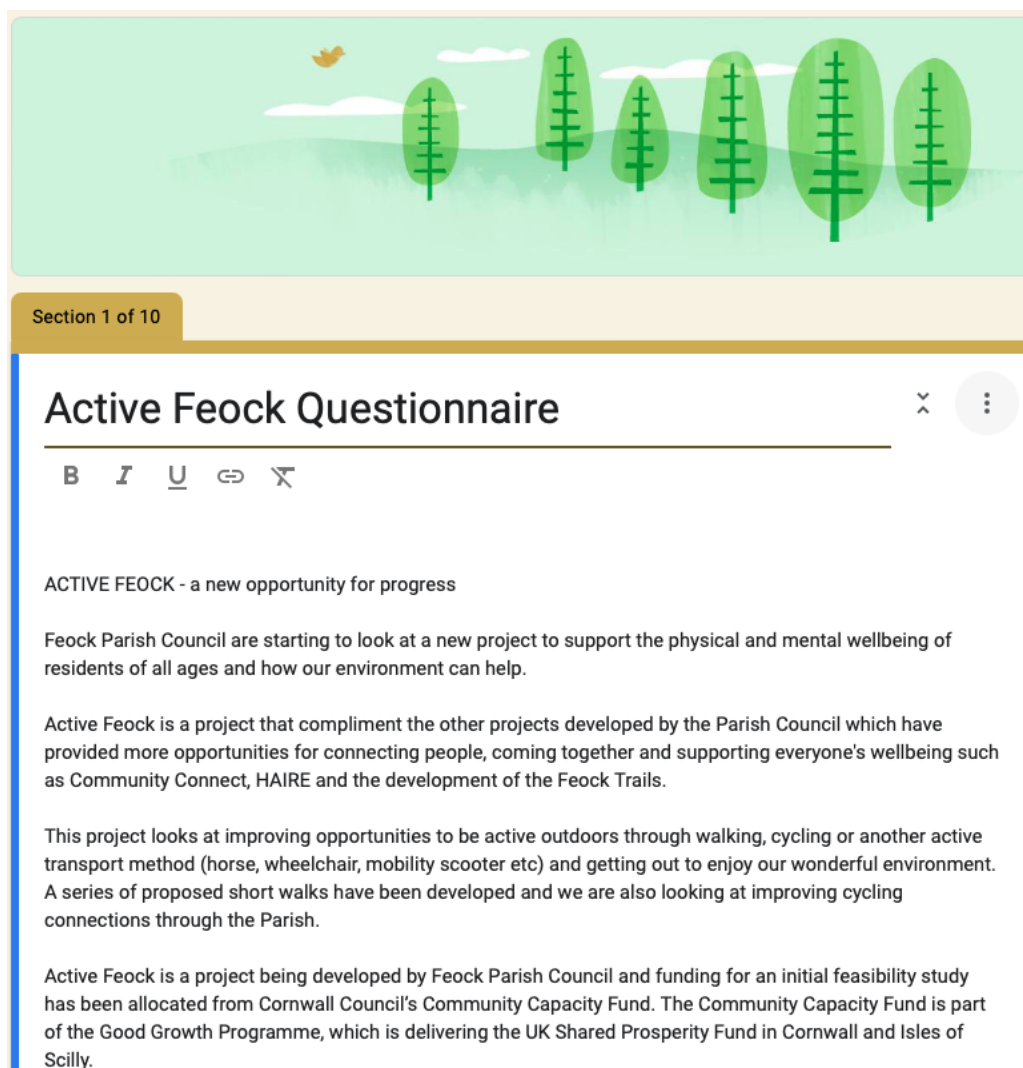 Section 1 of 10
Active Feock Questionnaire
B I U
ACTIVE FEOCK - a new opportunity for progress
Feock Parish Council are starting to look at a new project to support the physical and mental wellbeing of
residents of all ages and how our environment can help.
Active Feock is a project that compliment the other projects developed by the Parish Council which have
provided more opportunities for connecting people, coming together and supporting everyone's wellbeing such
as Community Connect, HAIRE and the development of the Feock Trails.
This project looks at improving opportunities to be active outdoors through walking, cycling or another active
transport method (horse, wheelchair, mobility scooter etc) and getting out to enjoy our wonderful environment.
A series of proposed short walks have been developed and we are also looking at improving cycling
connections through the Parish.
Active Feock is a project being developed by Feock Parish Council and funding for an initial feasibility study
has been allocated from Cornwall Council’s Community Capacity Fund. The Community Capacity Fund is part
of the Good Growth Programme, which is delivering the UK Shared Prosperity Fund in Cornwall and Isles of
Scilly.